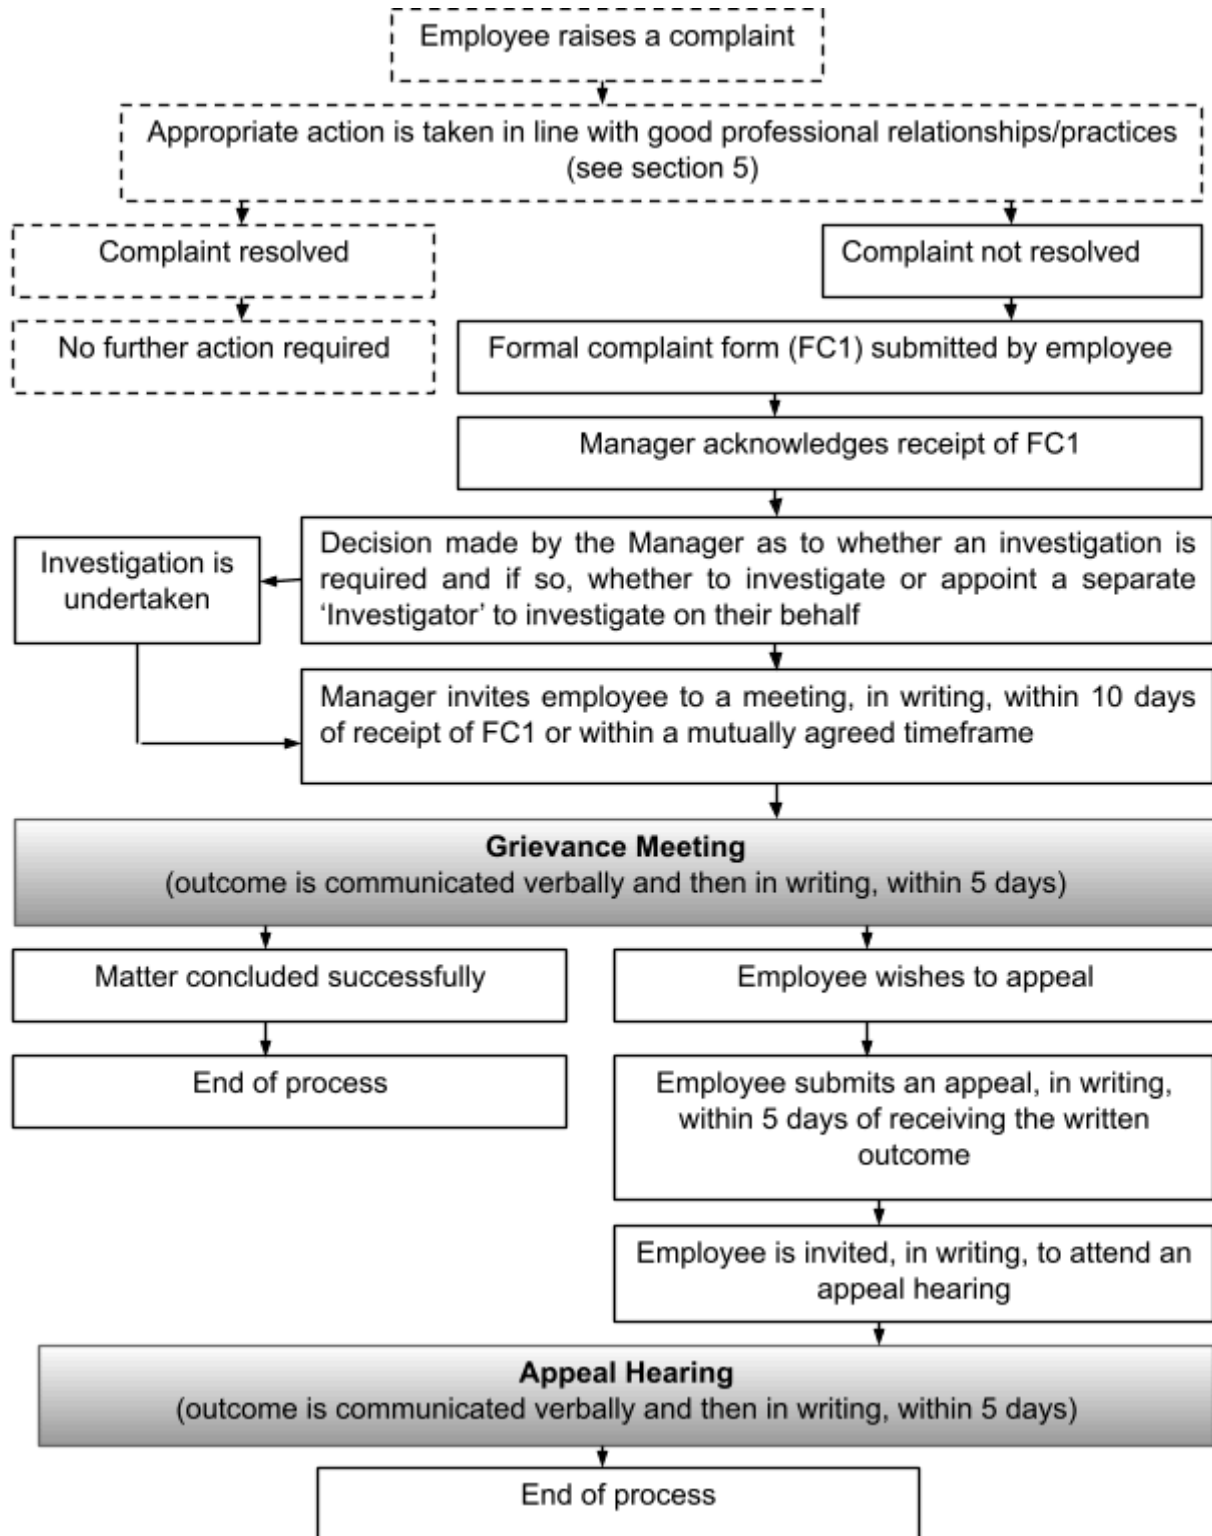 Employee raises a complaint
Appropriate action is taken in line with good professional relationships/practices
(see section 5)
Complaint resolved
Complaint not resolved
No further action required
Formal complaint form (FC1) submitted by employee
Manager acknowledges receipt of FC1
Investigation is
undertaken
Decision made by the Manager as to whether an investigation is
required and if so, whether to investigate or appoint a separate
‘Investigator’ to investigate on their behalf
Manager invites employee to a meeting, in writing, within 10 days
of receipt of FC1 or within a mutually agreed timeframe
Grievance Meeting
(outcome is communicated verbally and then in writing, within 5 days)
Matter concluded successfully
Employee wishes to appeal
End of process
Employee submits an appeal, in writing,
within 5 days of receiving the written
outcome
Employee is invited, in writing, to attend an
appeal hearing
Appeal Hearing
(outcome is communicated verbally and then in writing, within 5 days)
End of process